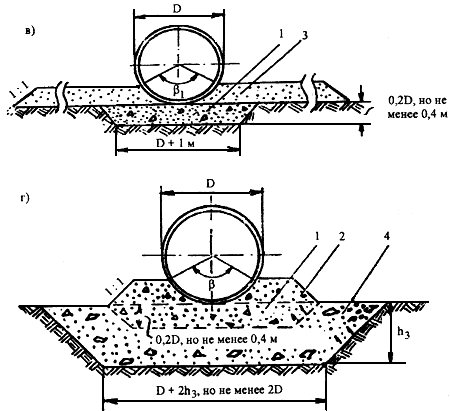 в)
D
1
3
1:1
β
0,2D, но не
менее 0,4 м
D + 1 м
г)
D
1
2
4
1:1
β
0,2D, но не менее 0,4 м
h3
D + 2h3, но не менее 2D